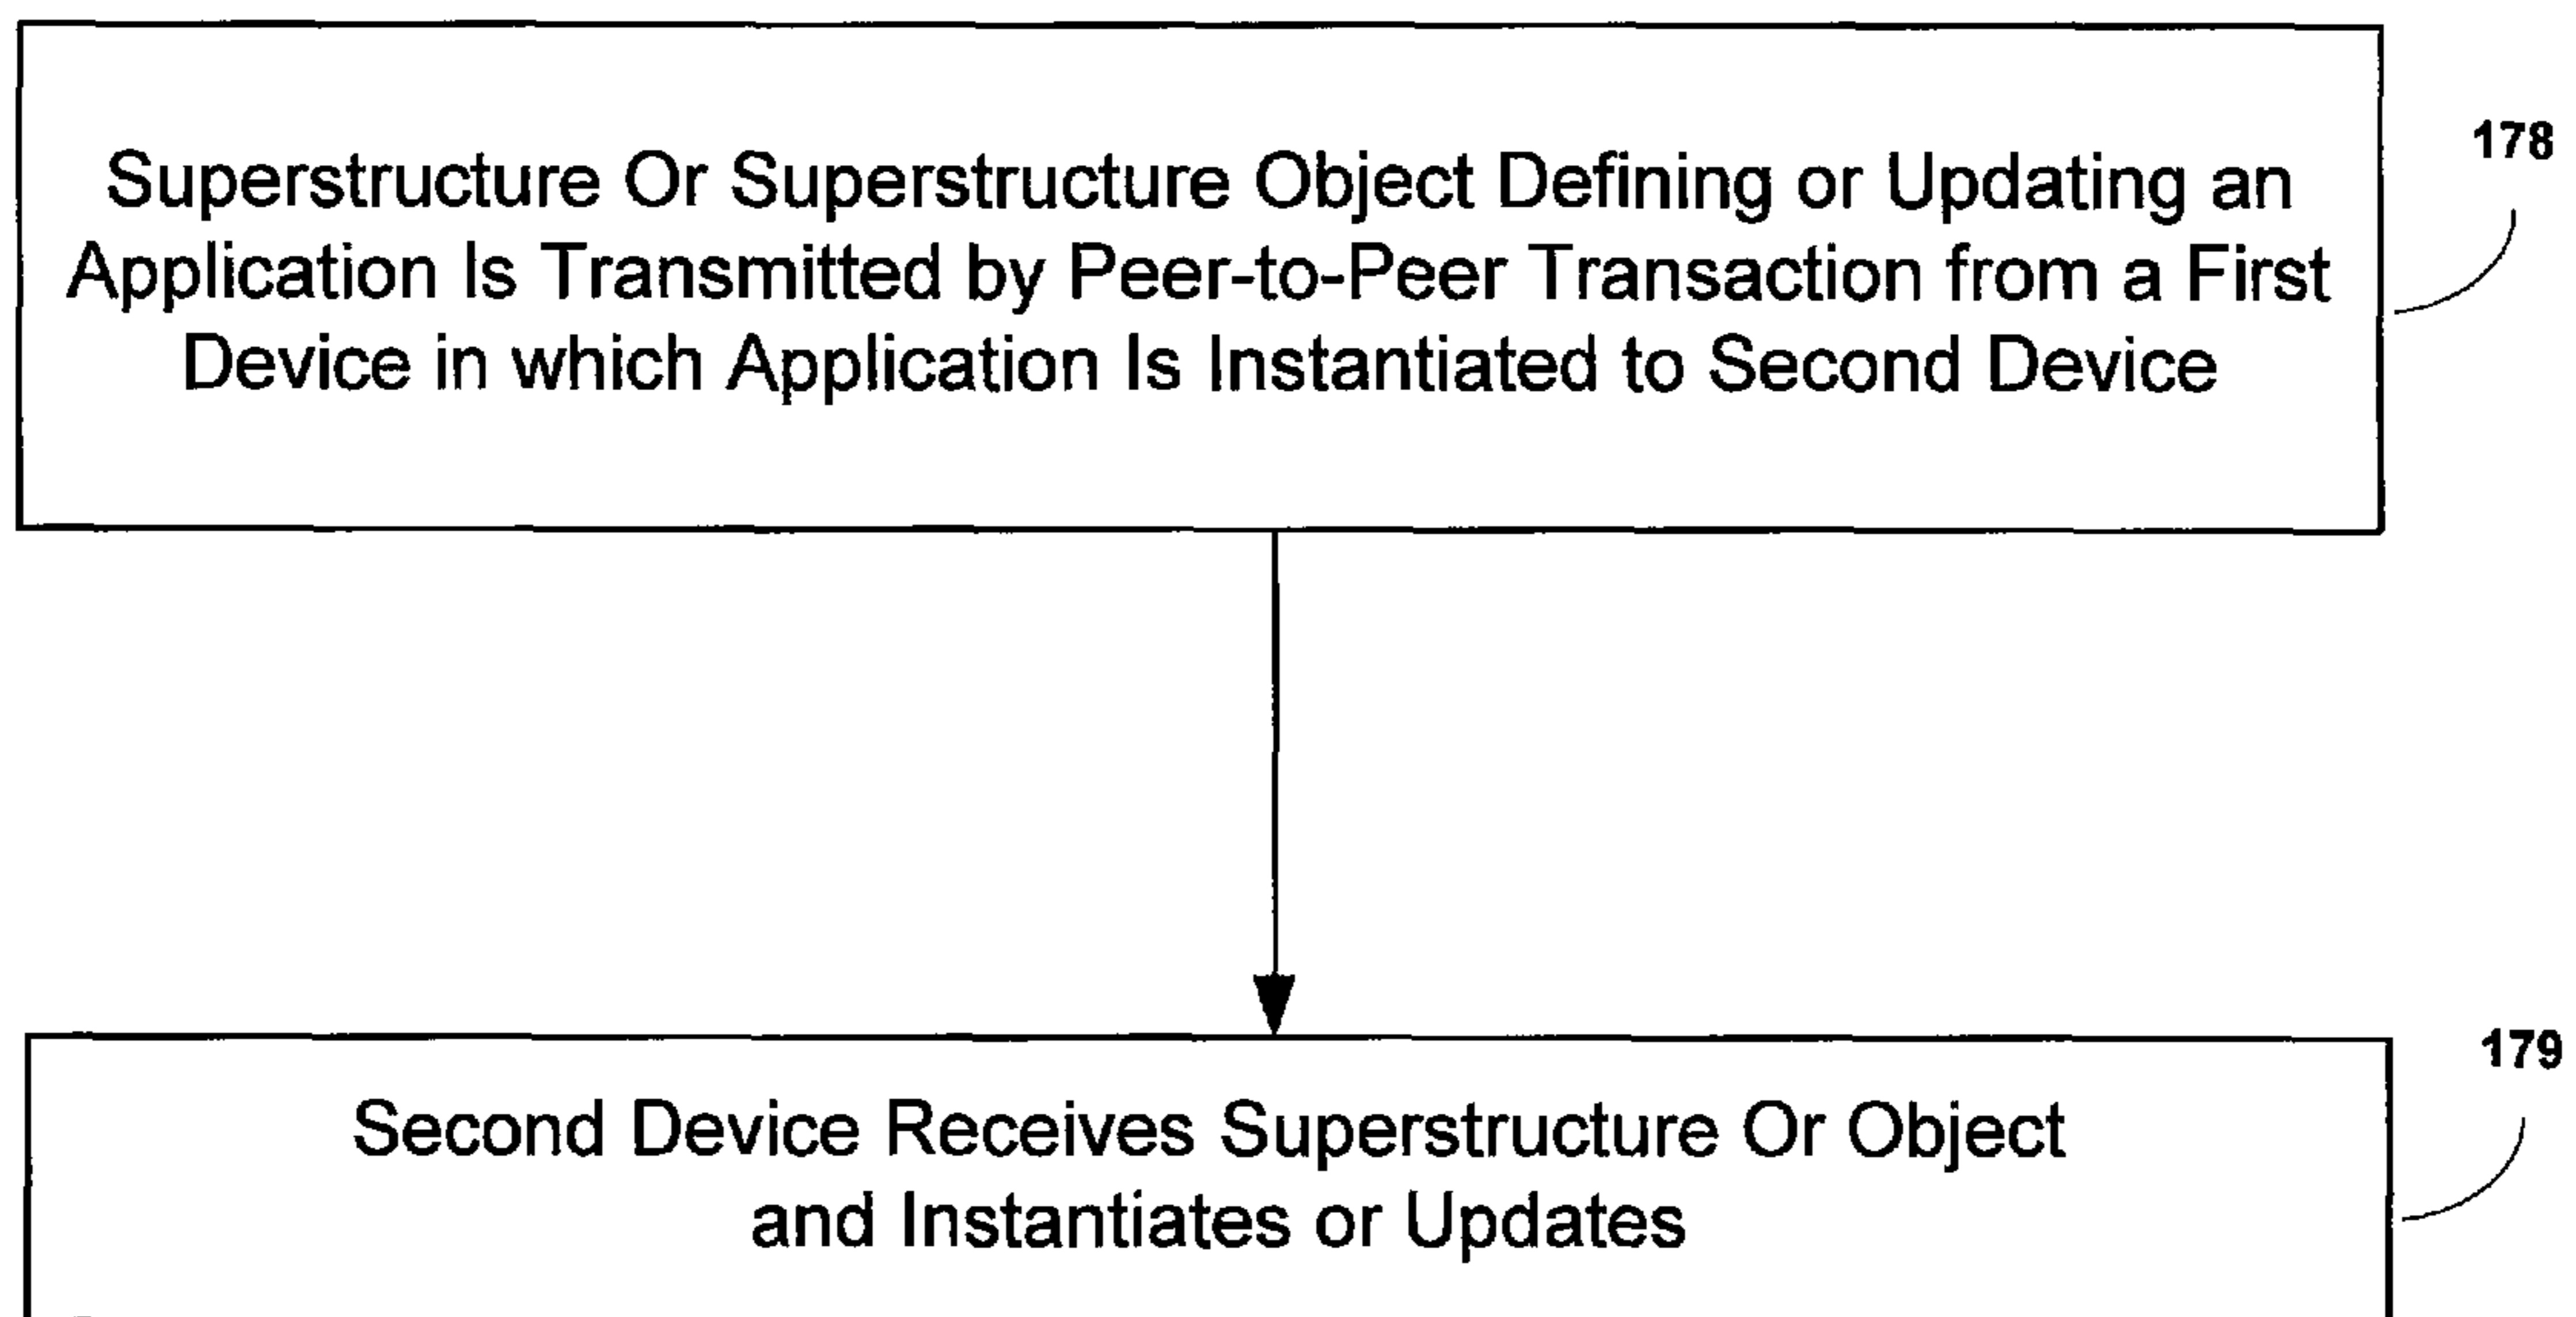 Superstructure Or Superstructure Object Defining or Updating an
Application Is Transmitted by Peer-to-Peer Transaction from a First
Device in which Application Is Instantiated to Second Device
178
Second Device Receives Superstructure Or Object
and Instantiates or Updates
179